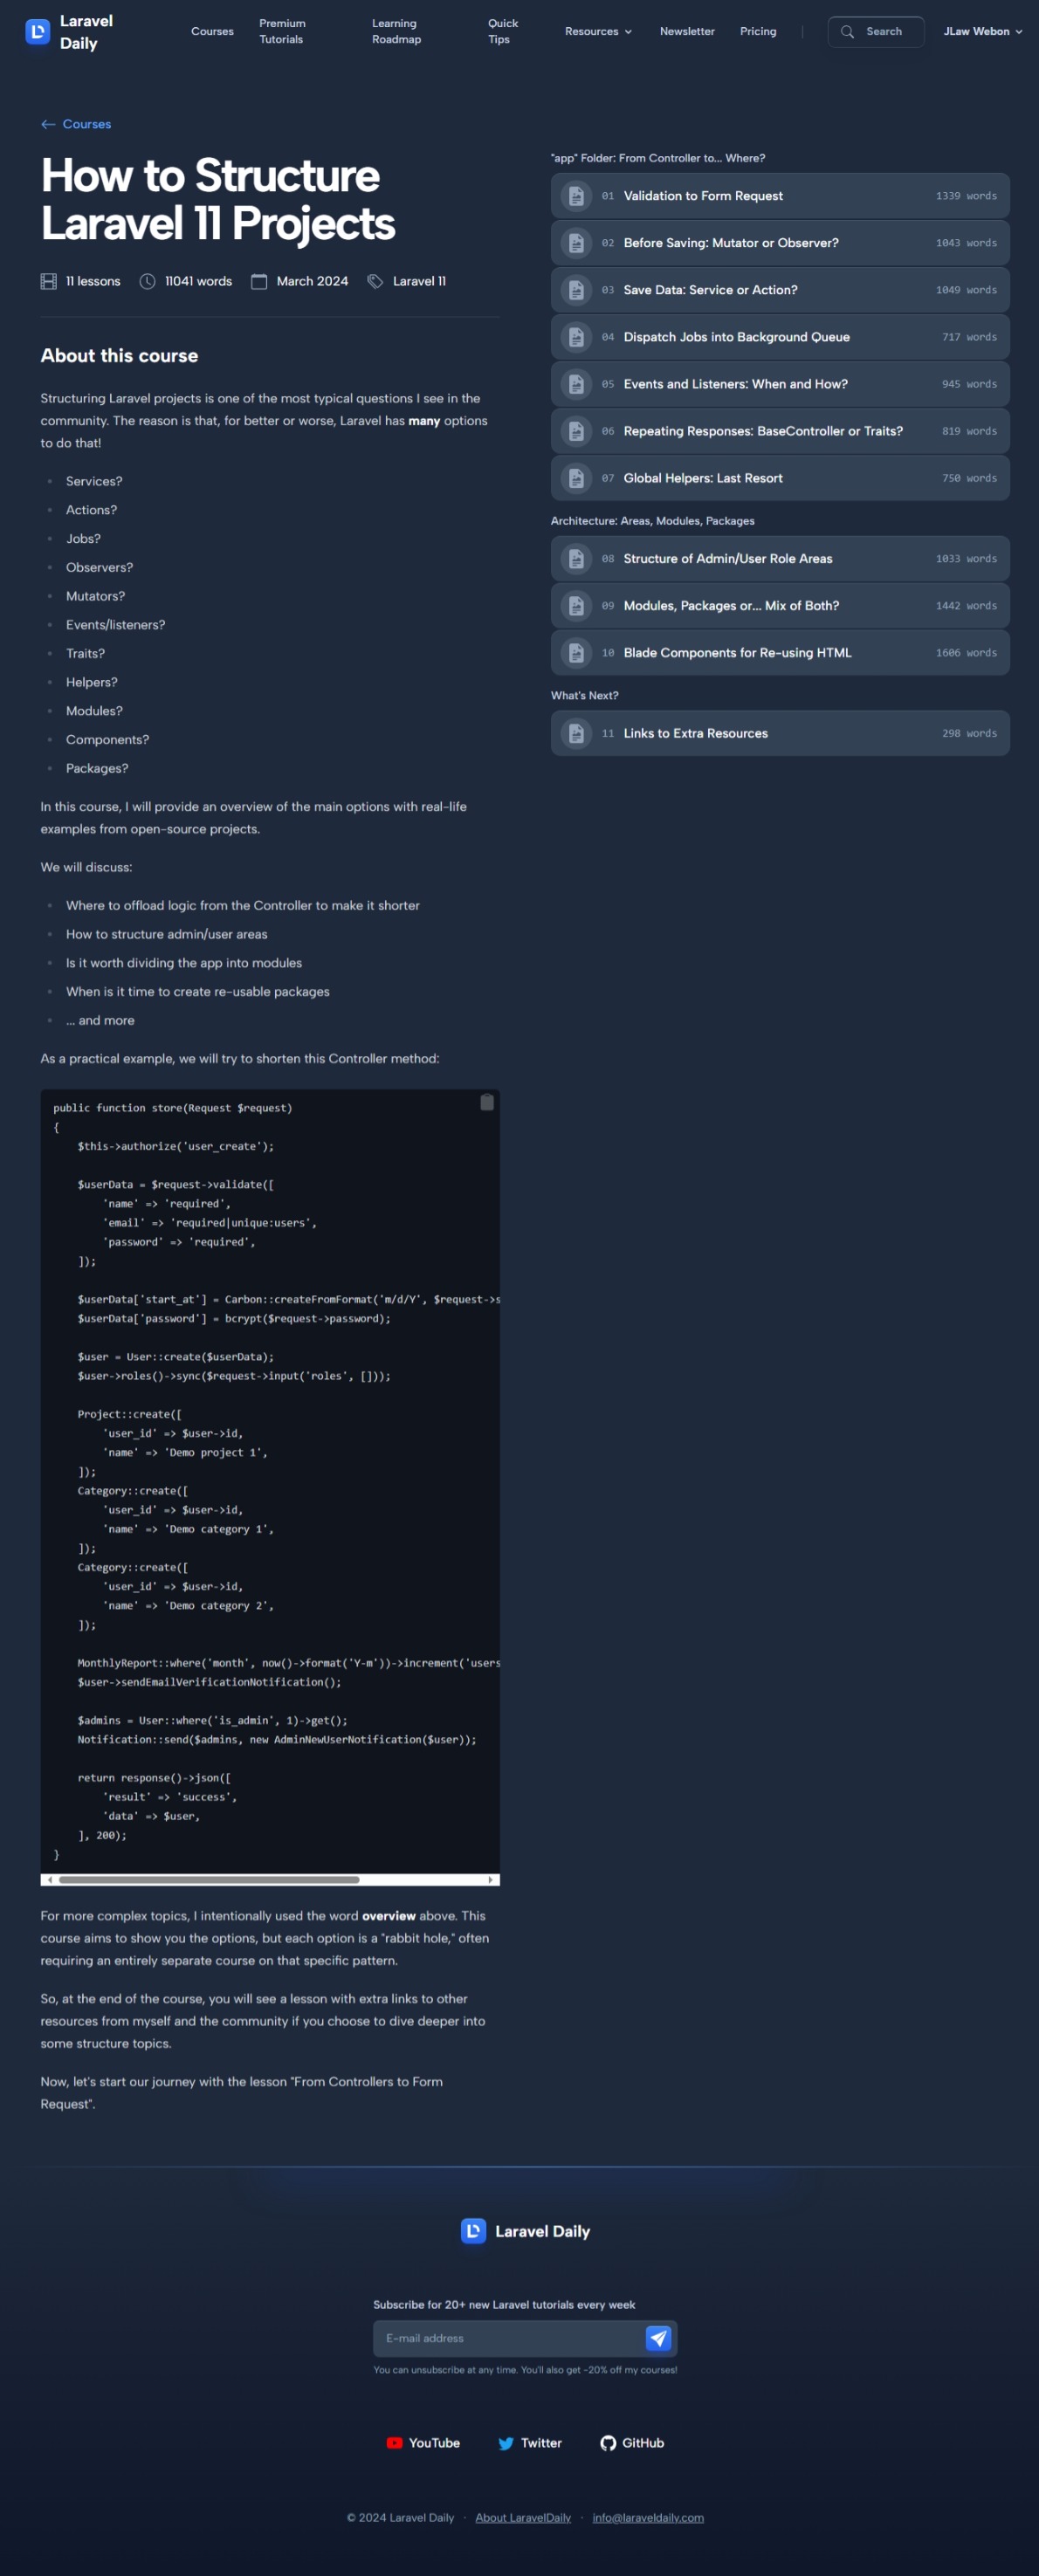 Laravel
Daily
Courses
Premium
Tutorials
Learning
Roadmap
Quick
Tips
Resources
Newsletter
Pricing
Search
JLaw Webon
← Courses
How to Structure
Laravel 11 Projects
11 lessons
11041 words
March 2024
Laravel 11
About this course
Structuring Laravel projects is one of the most typical questions I see in the
community. The reason is that, for better or worse, Laravel has many options
to do that!
Services?
Actions?
Jobs?
Observers?
Mutators?
Events/listeners?
Traits?
Helpers?
Modules?
Components?
Packages?
In this course, I will provide an overview of the main options with real-life
examples from open-source projects.
We will discuss:
Where to offload logic from the Controller to make it shorter
How to structure admin/user areas
Is it worth dividing the app into modules
When is it time to create re-usable packages
... and more
As a practical example, we will try to shorten this Controller method:
public function store(Request $request)
{
    $this->authorize('user_create');
    $userData = $request->validate([
        'name' => 'required',
        'email' => 'required|unique:users',
        'password' => 'required',
    ]);
    $userData['start_at'] = Carbon::createFromFormat('m/d/Y', $request->s
    $userData['password'] = bcrypt($request->password);
    $user = User::create($userData);
    $user->roles()->sync($request->input('roles', []));
    Project::create([
        'user_id' => $user->id,
        'name' => 'Demo project 1',
    ]);
    Category::create([
        'user_id' => $user->id,
        'name' => 'Demo category 1',
    ]);
    Category::create([
        'user_id' => $user->id,
        'name' => 'Demo category 2',
    ]);
    MonthlyReport::where('month', now()->format('Y-m'))->increment('users
    $user->sendEmailVerificationNotification();
    $admins = User::where('is_admin', 1)->get();
    Notification::send($admins, new AdminNewUserNotification($user));
    return response()->json([
        'result' => 'success',
        'data' => $user,
    ], 200);
}
For more complex topics, I intentionally used the word overview above. This
course aims to show you the options, but each option is a "rabbit hole," often
requiring an entirely separate course on that specific pattern.
So, at the end of the course, you will see a lesson with extra links to other
resources from myself and the community if you choose to dive deeper into
some structure topics.
Now, let's start our journey with the lesson "From Controllers to Form
Request".
"app" Folder: From Controller to... Where?
01 Validation to Form Request 1339 words
02 Before Saving: Mutator or Observer? 1043 words
03 Save Data: Service or Action? 1049 words
04 Dispatch Jobs into Background Queue 717 words
05 Events and Listeners: When and How? 945 words
06 Repeating Responses: BaseController or Traits? 819 words
07 Global Helpers: Last Resort 750 words
Architecture: Areas, Modules, Packages
08 Structure of Admin/User Role Areas 1033 words
09 Modules, Packages or... Mix of Both? 1442 words
10 Blade Components for Re-using HTML 1606 words
What's Next?
11 Links to Extra Resources 298 words
Laravel Daily
Subscribe for 20+ new Laravel tutorials every week
E-mail address
You can unsubscribe at any time. You'll also get -20% off my courses!
YouTube
Twitter
GitHub
© 2024 Laravel Daily · About LaravelDaily · info@laraveldaily.com